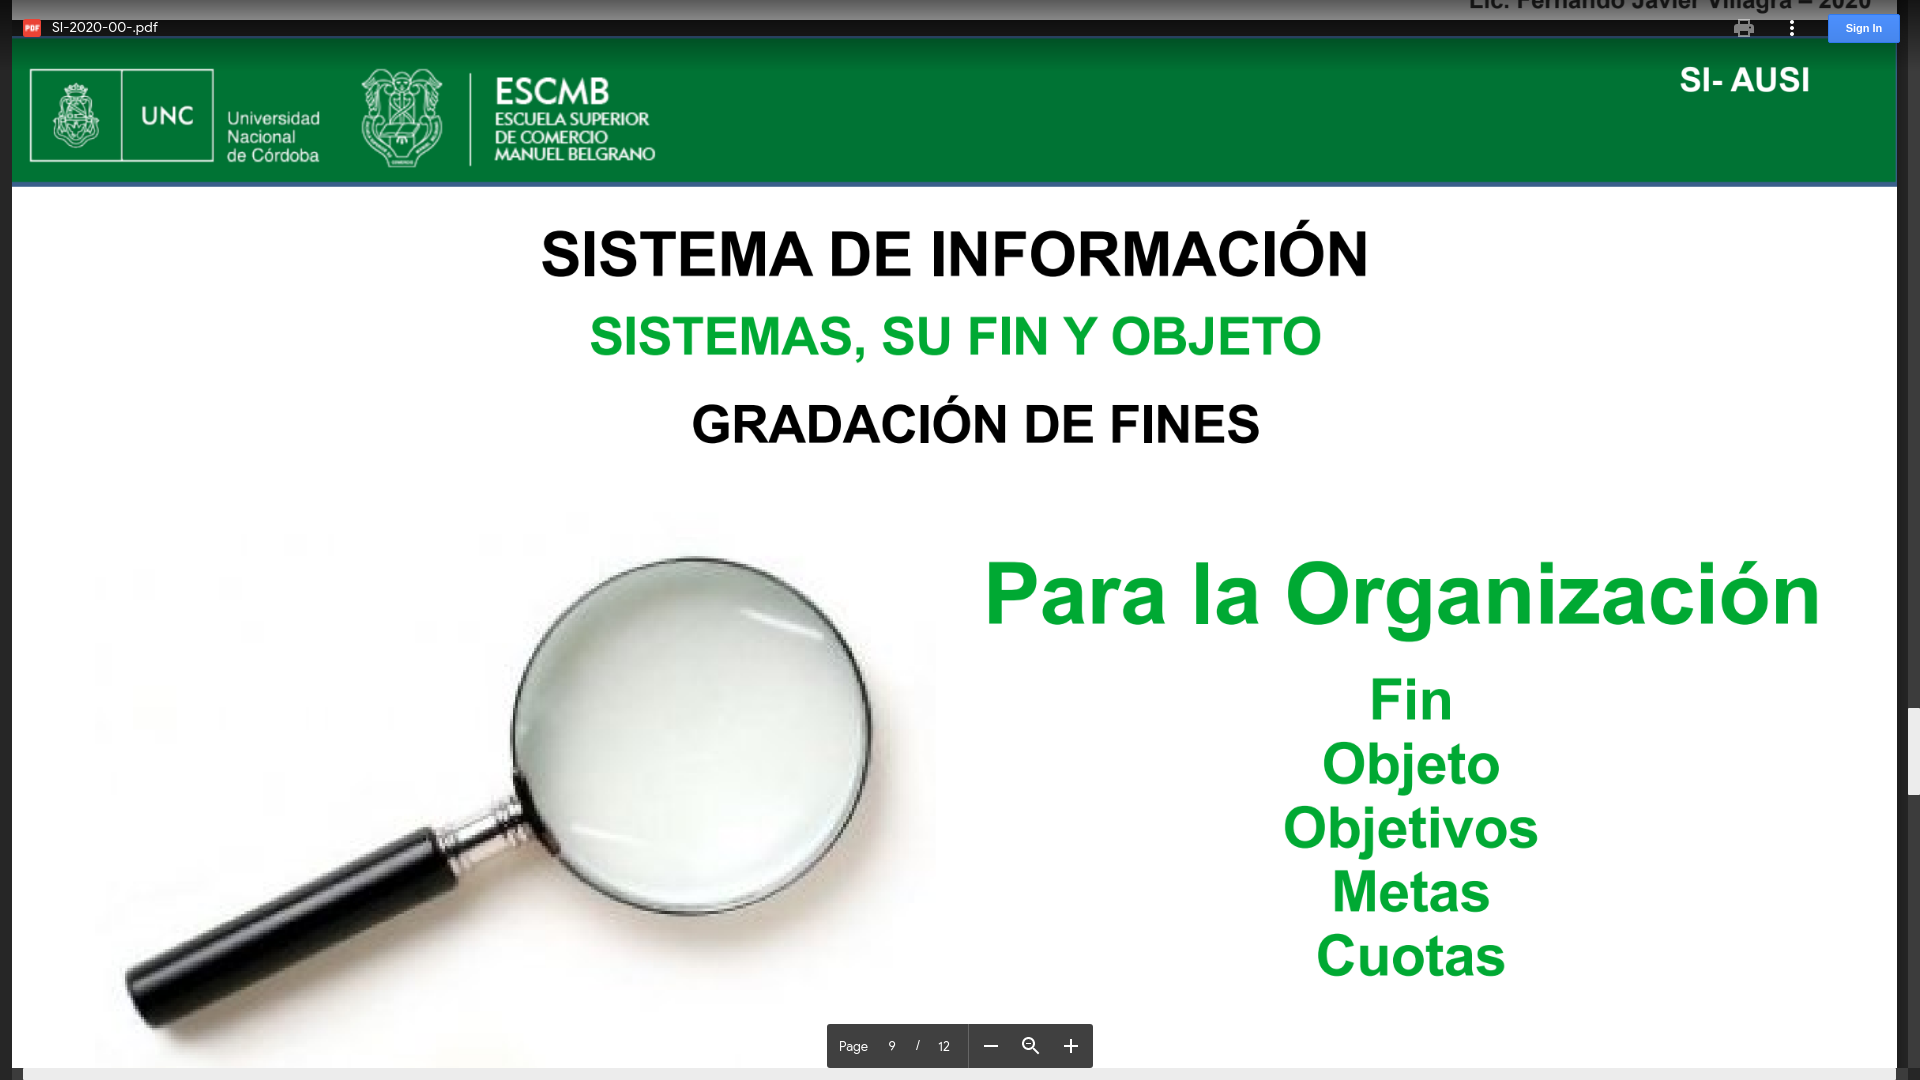 Lic. Fernando Javier Villagra – 2020
PDF SI-2020-00-.pdf
Sign In
SI- AUSI
UNC
Universidad
Nacional
de Córdoba
ESCMB
ESCUELA SUPERIOR
DE COMERCIO
MANUEL BELGRANO
SISTEMA DE INFORMACIÓN
SISTEMAS, SU FIN Y OBJETO
GRADACIÓN DE FINES
Para la Organización
Fin
Objeto
Objetivos
Metas
Cuotas
Page 9 / 12